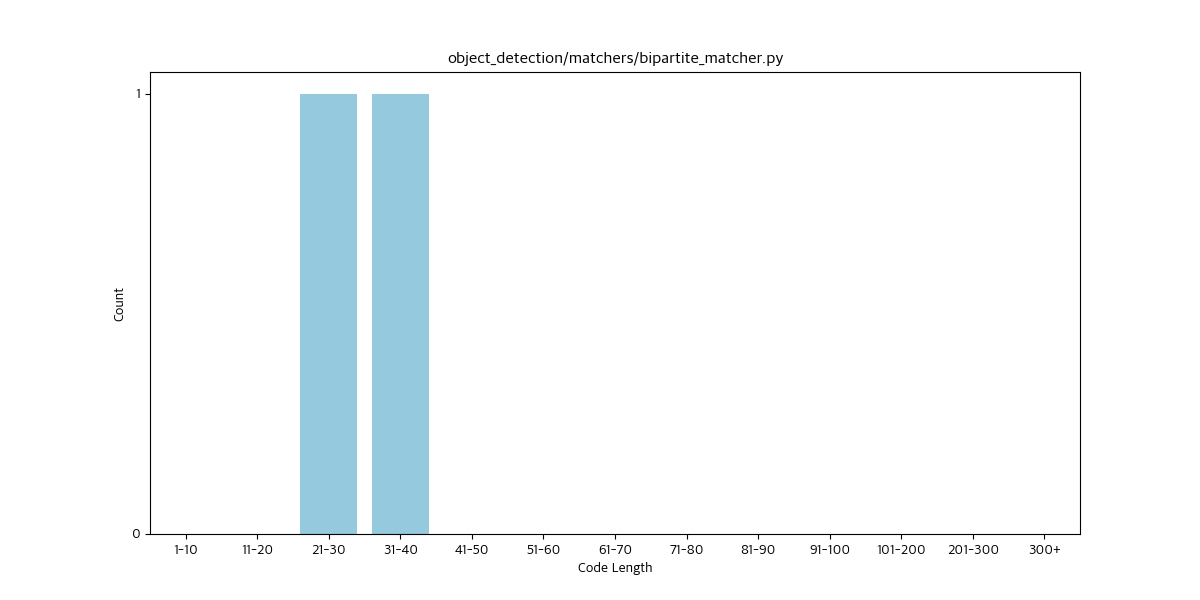 object_detection/matchers/bipartite_matcher.py
1
Count
0
1-10 11-20 21-30 31-40 41-50 51-60 61-70 71-80 81-90 91-100 101-200 201-300 300+
Code Length